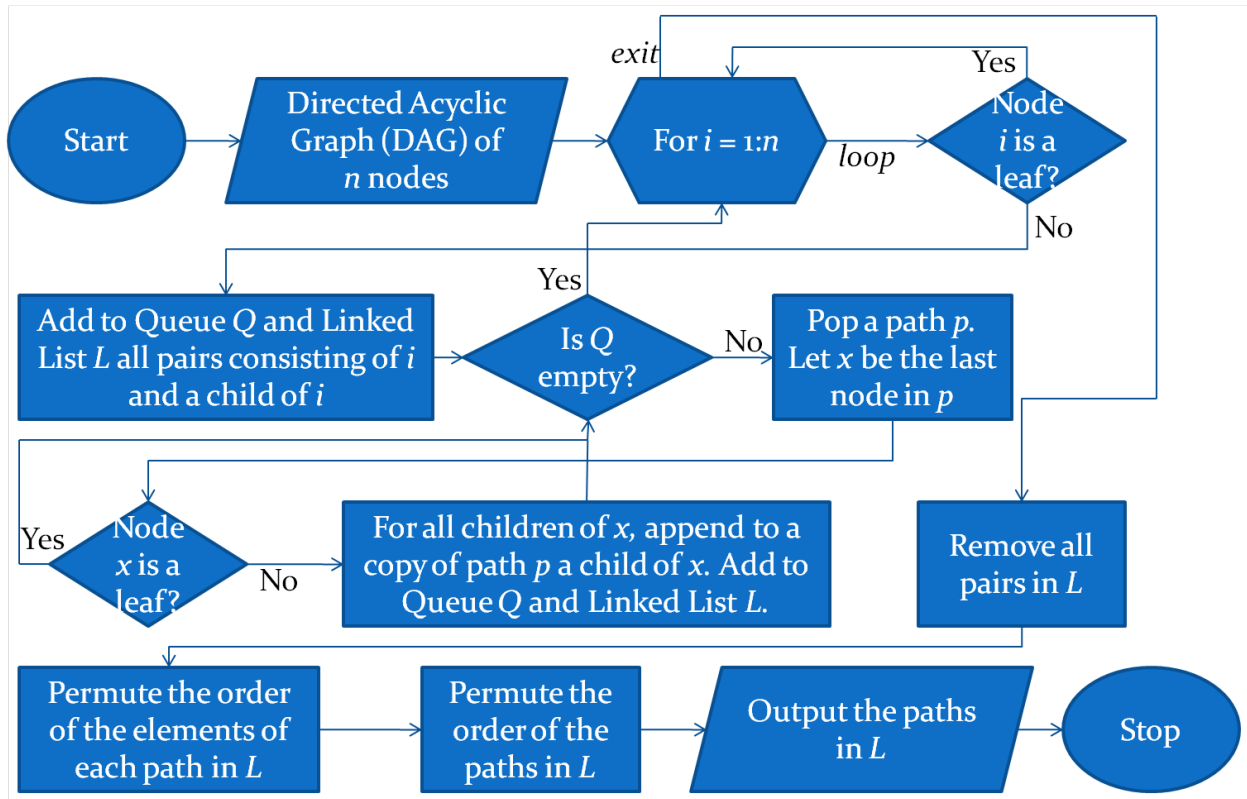 exit
Yes
Start
Directed Acyclic
Graph (DAG) of
n nodes
For i = 1:n
loop
Node
i is a
leaf?
No
Add to Queue Q and Linked
List L all pairs consisting of i
and a child of i
Yes
Is Q
empty?
No
Pop a path p.
Let x be the last
node in p
Yes
Node
x is a
leaf?
No
For all children of x, append to a
copy of path p a child of x. Add to
Queue Q and Linked List L.
Remove all
pairs in L
Permute the order
of the elements of
each path in L
Permute the
order of the
paths in L
Output the paths
in L
Stop